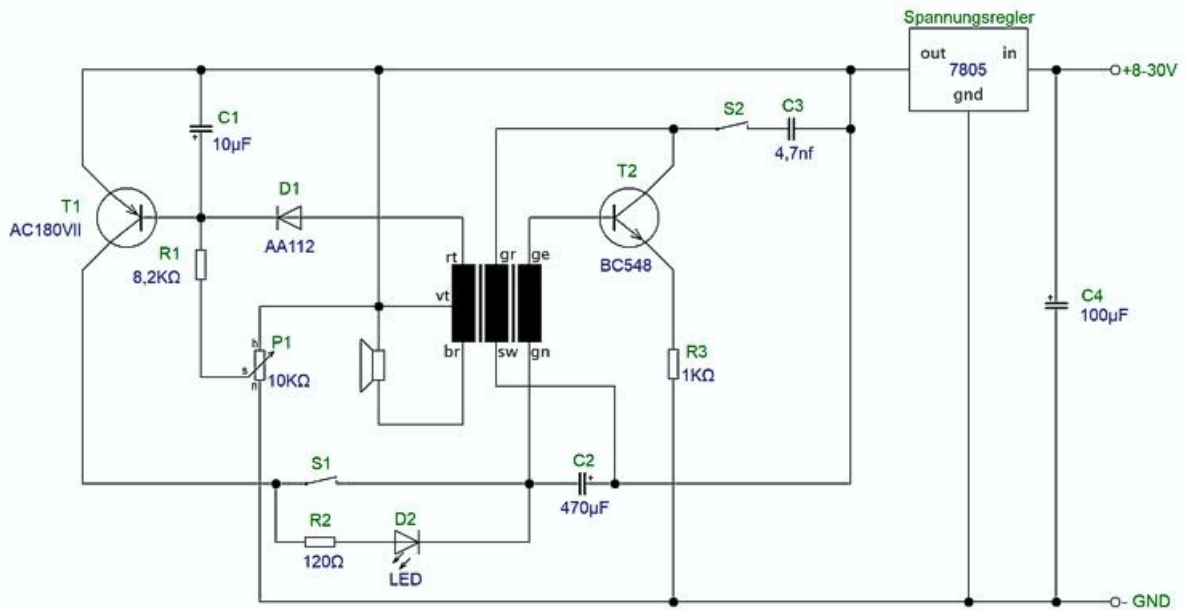 Spannungsregler
out in
7805
gnd
+8-30V
C1
10µF
S2
C3
4,7nf
T2
BC548
D1
AA112
T1
AC180VII
R1
8,2KΩ
rt
gr
ge
vt
br
sw
gn
C4
100µF
h
P1
s
n
10KΩ
R3
1KΩ
S1
C2
470µF
R2
120Ω
D2
LED
- GND